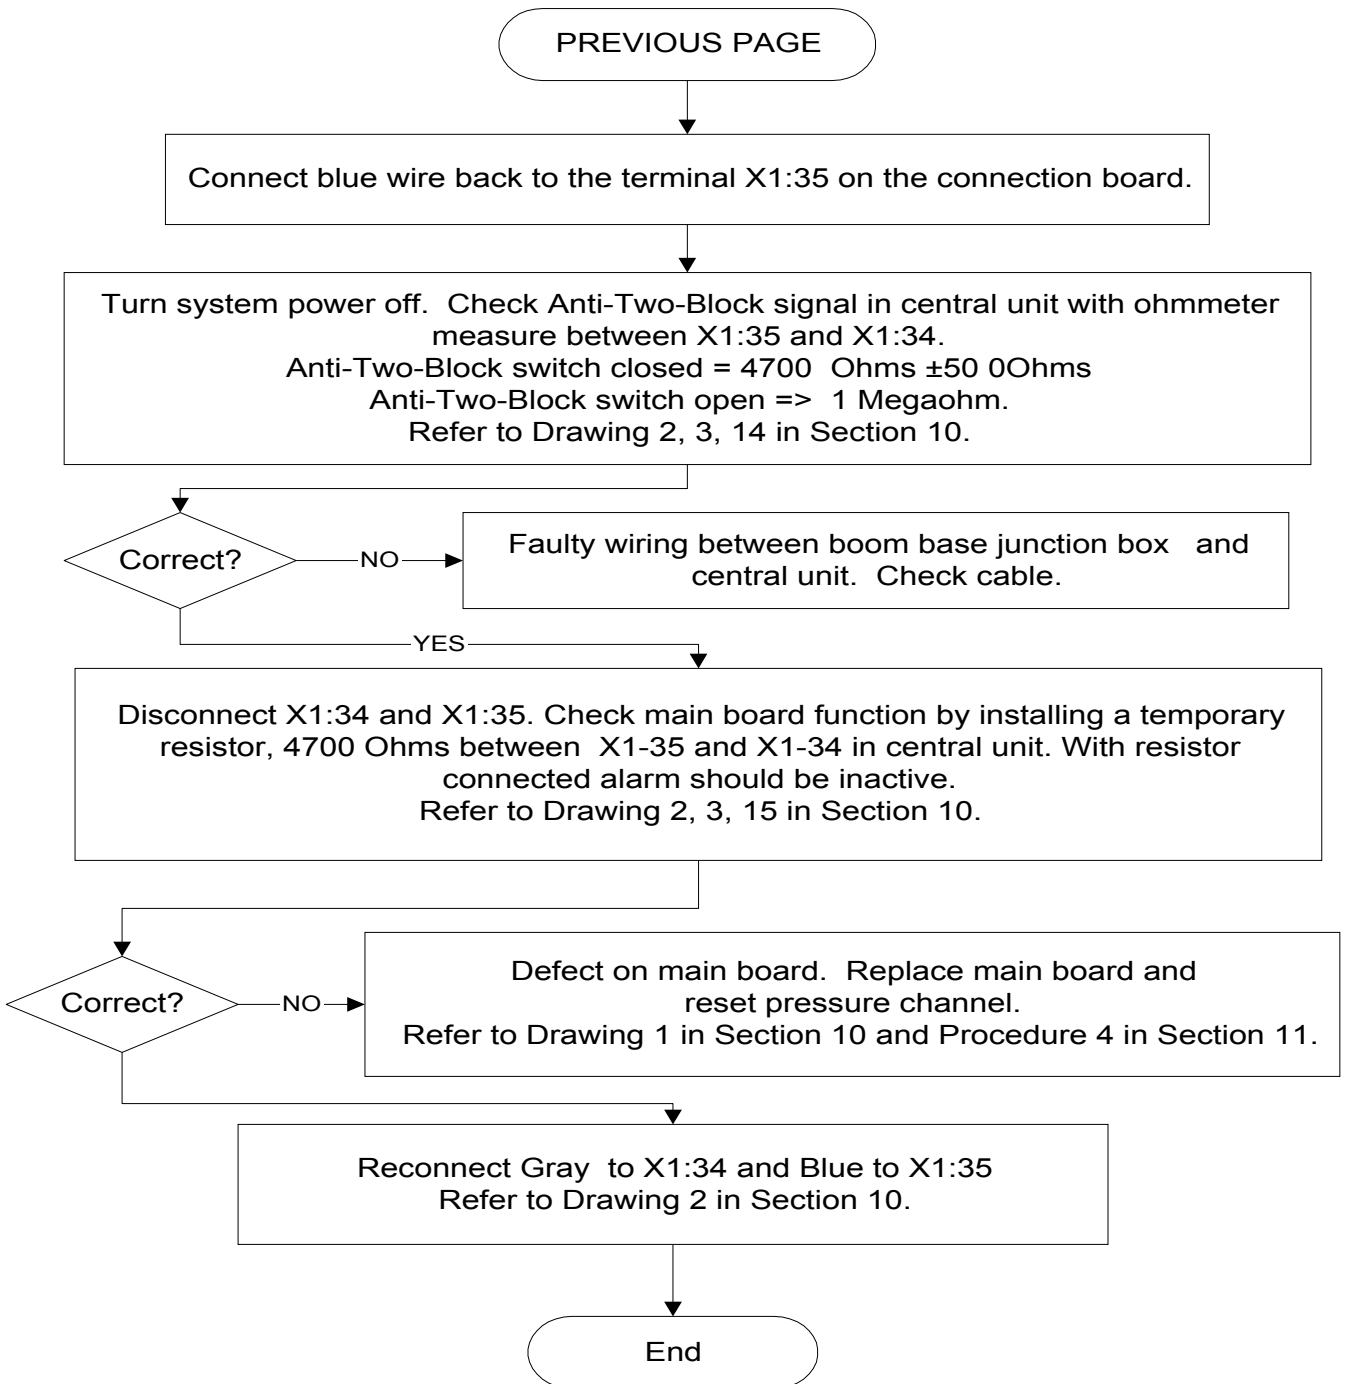 PREVIOUS PAGE
Connect blue wire back to the terminal X1:35 on the connection board.
Turn system power off. Check Anti-Two-Block signal in central unit with ohmmeter
measure between X1:35 and X1:34.
Anti-Two-Block switch closed = 4700 Ohms ±50 0Ohms
Anti-Two-Block switch open => 1 Megaohm.
Refer to Drawing 2, 3, 14 in Section 10.
Correct?
NO
Faulty wiring between boom base junction box and
central unit. Check cable.
YES
Disconnect X1:34 and X1:35. Check main board function by installing a temporary
resistor, 4700 Ohms between X1-35 and X1-34 in central unit. With resistor
connected alarm should be inactive.
Refer to Drawing 2, 3, 15 in Section 10.
Correct?
NO
Defect on main board. Replace main board and
reset pressure channel.
Refer to Drawing 1 in Section 10 and Procedure 4 in Section 11.
Reconnect Gray to X1:34 and Blue to X1:35
Refer to Drawing 2 in Section 10.
End